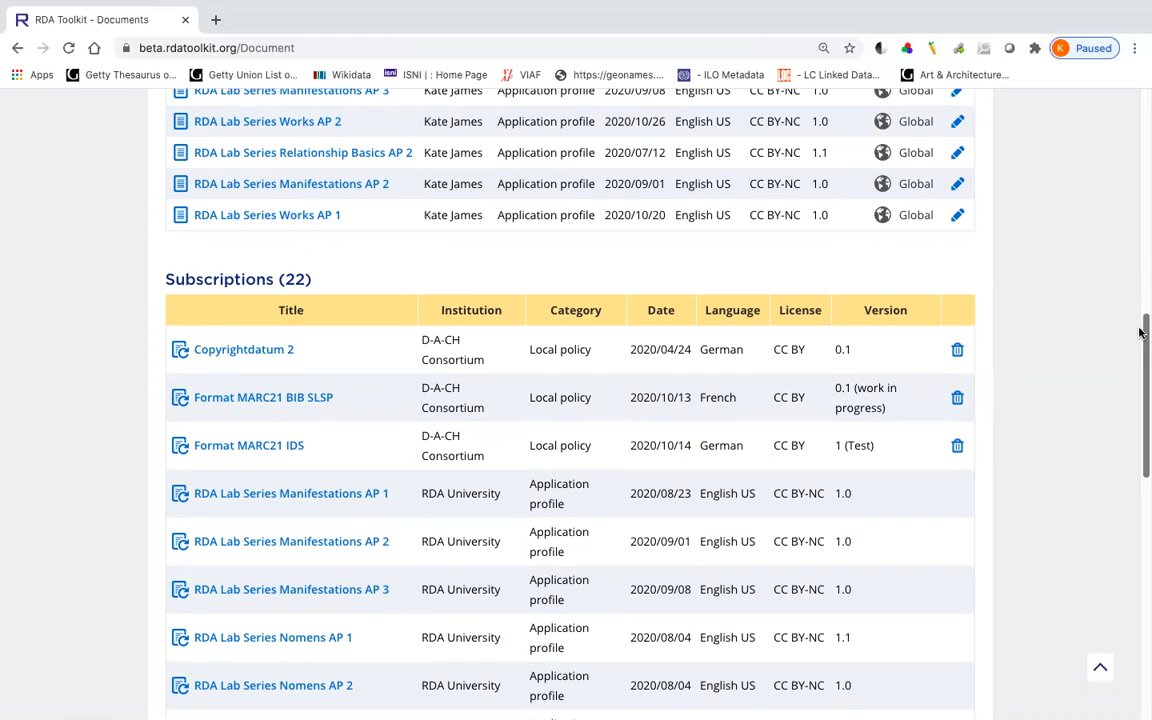 RDA Toolkit - Documents
beta.rdatoolkit.org/Document
K Paused
Apps Getty Thesaurus o... Getty Union List o... Wikidata ISNI | : Home Page VIAF https://geonames.... - ILO Metadata - LC Linked Data... Art & Architecture...
RDA Lab Series Manifestations AP 3 Kate James Application profile 2020/09/08 English US CC BY-NC 1.0 Global
RDA Lab Series Works AP 2 Kate James Application profile 2020/10/26 English US CC BY-NC 1.0 Global
RDA Lab Series Relationship Basics AP 2 Kate James Application profile 2020/07/12 English US CC BY-NC 1.1 Global
RDA Lab Series Manifestations AP 2 Kate James Application profile 2020/09/01 English US CC BY-NC 1.0 Global
RDA Lab Series Works AP 1 Kate James Application profile 2020/10/20 English US CC BY-NC 1.0 Global
Subscriptions (22)
Title Institution Category Date Language License Version
Copyrightdatum 2 D-A-CH Consortium Local policy 2020/04/24 German CC BY 0.1
Format MARC21 BIB SLSP D-A-CH Consortium Local policy 2020/10/13 French CC BY 0.1 (work in progress)
Format MARC21 IDS D-A-CH Consortium Local policy 2020/10/14 German CC BY 1 (Test)
RDA Lab Series Manifestations AP 1 RDA University Application profile 2020/08/23 English US CC BY-NC 1.0
RDA Lab Series Manifestations AP 2 RDA University Application profile 2020/09/01 English US CC BY-NC 1.0
RDA Lab Series Manifestations AP 3 RDA University Application profile 2020/09/08 English US CC BY-NC 1.0
RDA Lab Series Nomens AP 1 RDA University Application profile 2020/08/04 English US CC BY-NC 1.1
RDA Lab Series Nomens AP 2 RDA University Application profile 2020/08/04 English US CC BY-NC 1.0